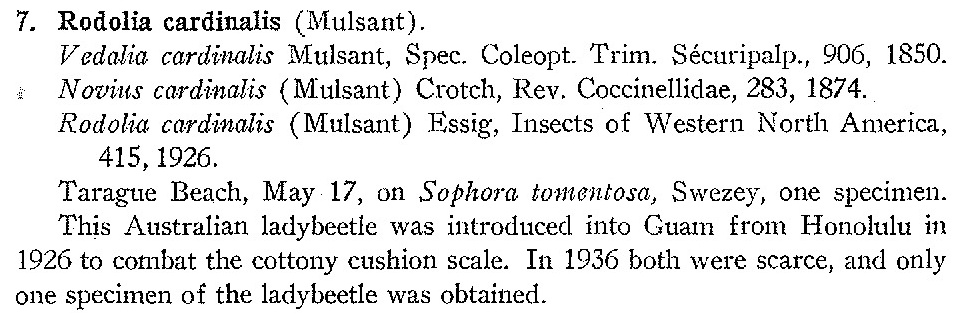 7. Rodolia cardinalis (Mulsant).
Vedalia cardinalis Mulsant, Spec. Coleopt. Trim. Sécuripalp., 906, 1850.
Novius cardinalis (Mulsant) Crotch, Rev. Coccinellidae, 283, 1874.
Rodolia cardinalis (Mulsant) Essig, Insects of Western North America,
415, 1926.
Tarague Beach, May 17, on Sophora tomentosa, Swezey, one specimen.
This Australian ladybeetle was introduced into Guam from Honolulu in
1926 to combat the cottony cushion scale. In 1936 both were scarce, and only
one specimen of the ladybeetle was obtained.